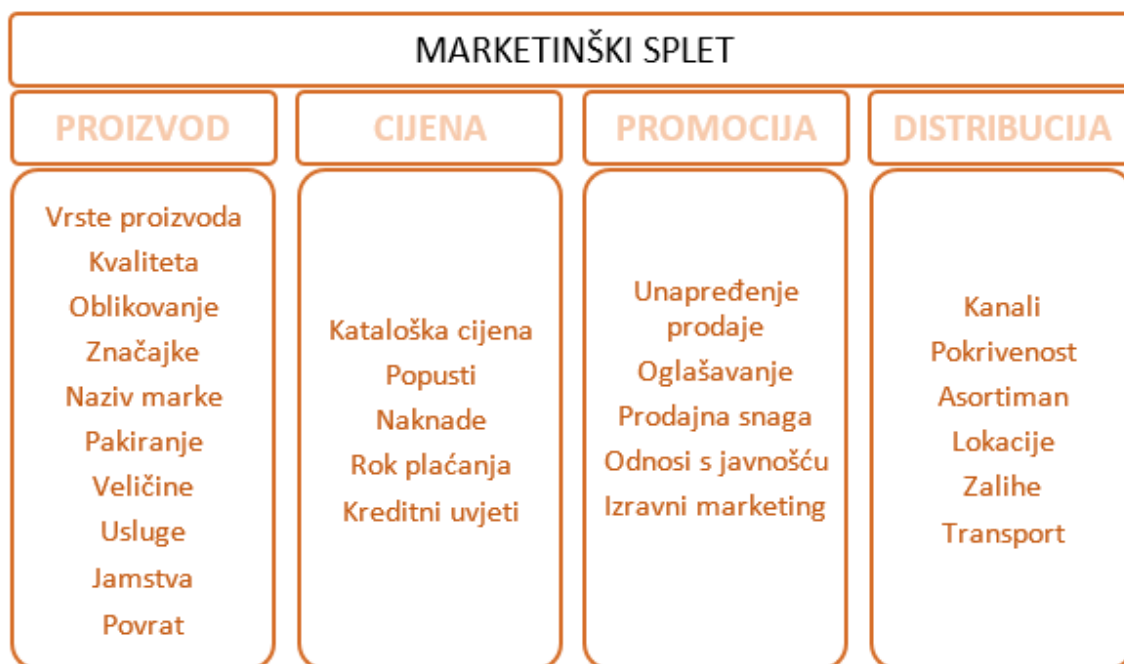 MARKETINŠKI SPLET
PROIZVOD
Vrste proizvoda
Kvaliteta
Oblikovanje
Značajke
Naziv marke
Pakiranje
Veličine
Usluge
Jamstva
Povrat
CIJENA
Kataloška cijena
Popusti
Naknade
Rok plaćanja
Kreditni uvjeti
PROMOCIJA
Unapređenje
prodaje
Oglašavanje
Prodajna snaga
Odnosi s javnošću
Izravni marketing
DISTRIBUCIJA
Kanali
Pokrivenost
Asortiman
Lokacije
Zalihe
Transport